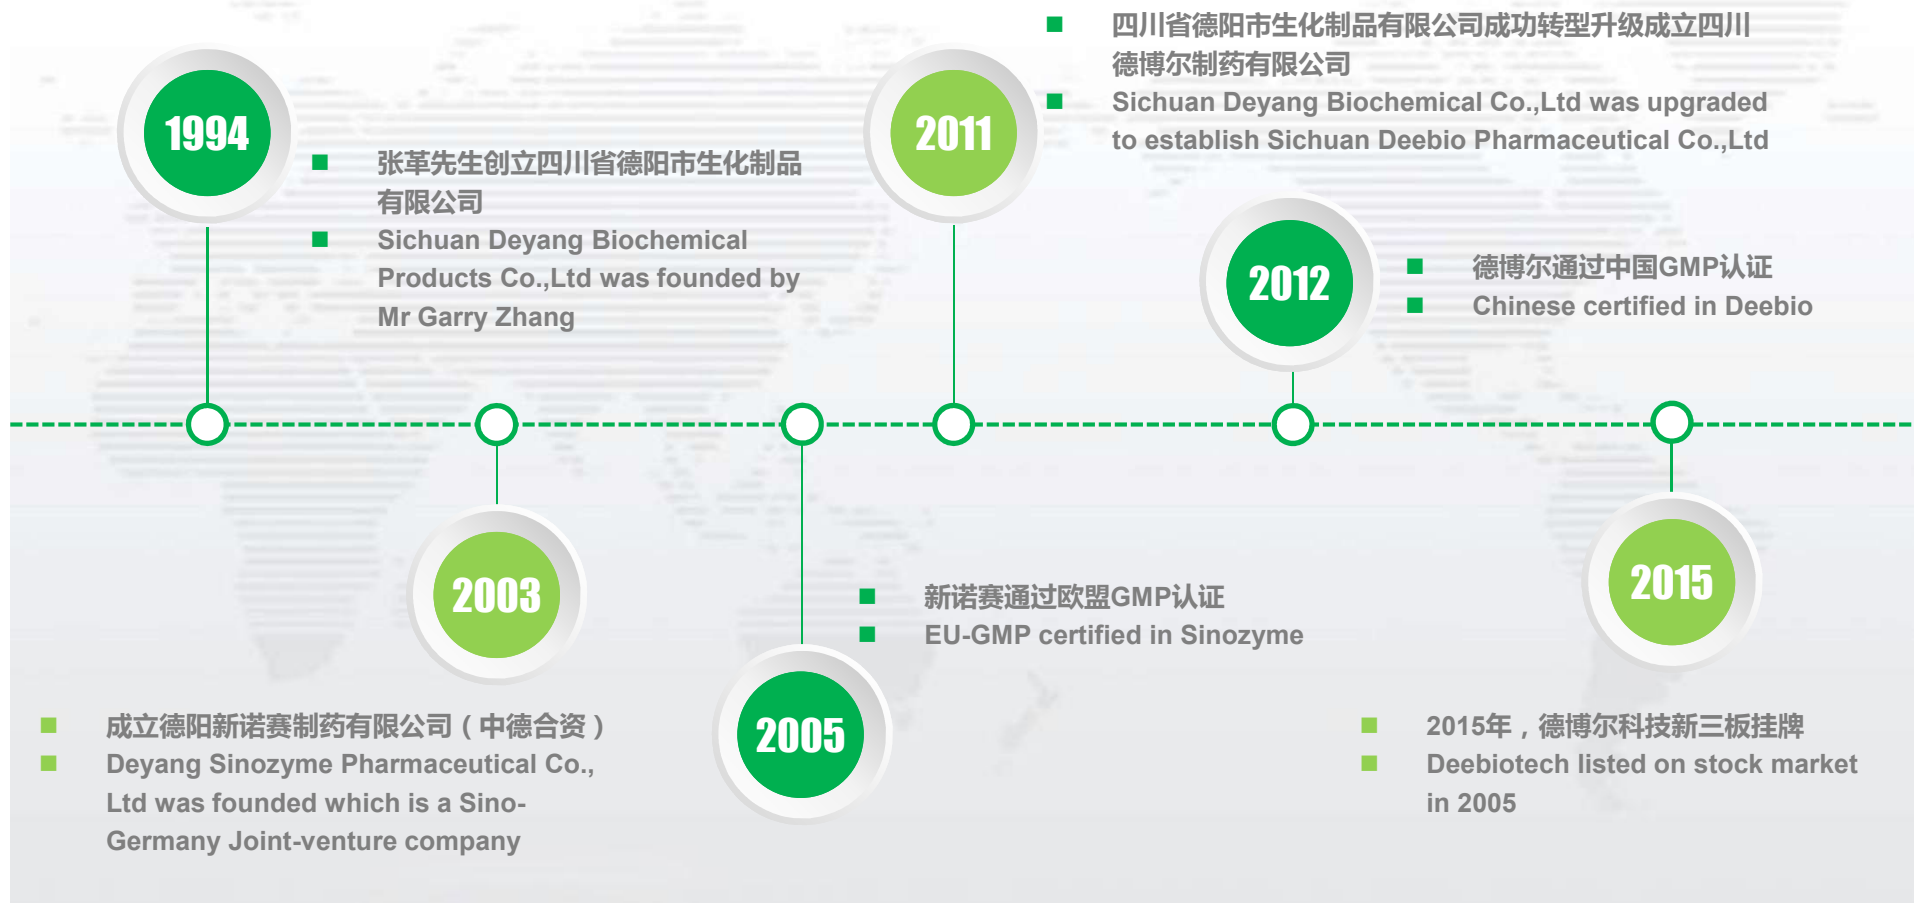 1994
张革先生创立四川省德阳市生化制品
有限公司
Sichuan Deyang Biochemical
Products Co.,Ltd was founded by
Mr Garry Zhang
2003
成立德阳新诺赛制药有限公司（中德合资）
Deyang Sinozyme Pharmaceutical Co.,
Ltd was founded which is a Sino-
Germany Joint-venture company
2005
新诺赛通过欧盟GMP认证
EU-GMP certified in Sinozyme
2011
四川省德阳市生化制品有限公司成功转型升级成立四川
德博尔制药有限公司
Sichuan Deyang Biochemical Co.,Ltd was upgraded
to establish Sichuan Deebio Pharmaceutical Co.,Ltd
2012
德博尔通过中国GMP认证
Chinese certified in Deebio
2015
2015年，德博尔科技新三板挂牌
Deebiotech listed on stock market
in 2005